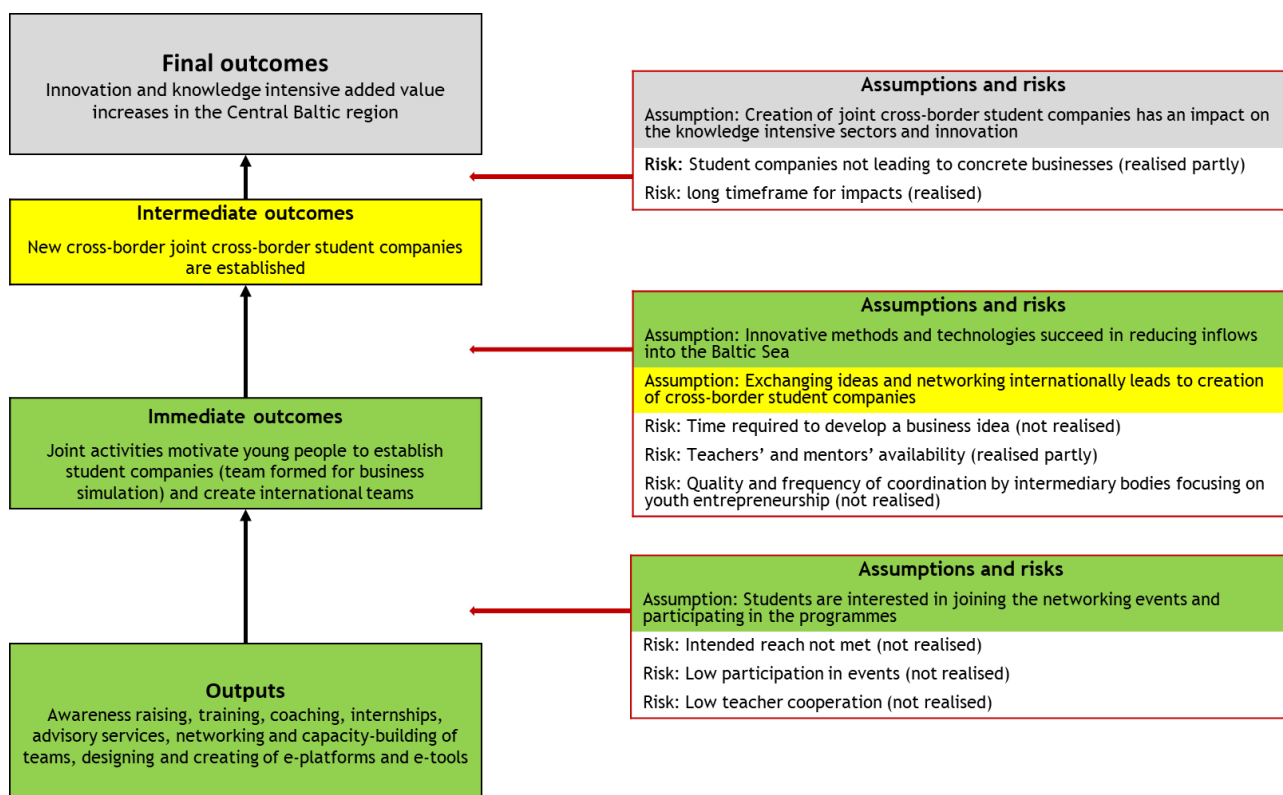 Final outcomes
Innovation and knowledge intensive added value
increases in the Central Baltic region
Assumptions and risks
Assumption: Creation of joint cross-border student companies has an impact on
the knowledge intensive sectors and innovation
Risk: Student companies not leading to concrete businesses (realised partly)
Risk: long timeframe for impacts (realised)
Intermediate outcomes
New cross-border joint cross-border student companies
are established
Assumptions and risks
Assumption: Innovative methods and technologies succeed in reducing inflows
into the Baltic Sea
Assumption: Exchanging ideas and networking internationally leads to creation
of cross-border student companies
Risk: Time required to develop a business idea (not realised)
Risk: Teachers’ and mentors’ availability (realised partly)
Risk: Quality and frequency of coordination by intermediary bodies focusing on
youth entrepreneurship (not realised)
Immediate outcomes
Joint activities motivate young people to establish
student companies (team formed for business
simulation) and create international teams
Assumptions and risks
Assumption: Students are interested in joining the networking events and
participating in the programmes
Risk: Intended reach not met (not realised)
Risk: Low participation in events (not realised)
Risk: Low teacher cooperation (not realised)
Outputs
Awareness raising, training, coaching, internships,
advisory services, networking and capacity-building of
teams, designing and creating of e-platforms and e-tools